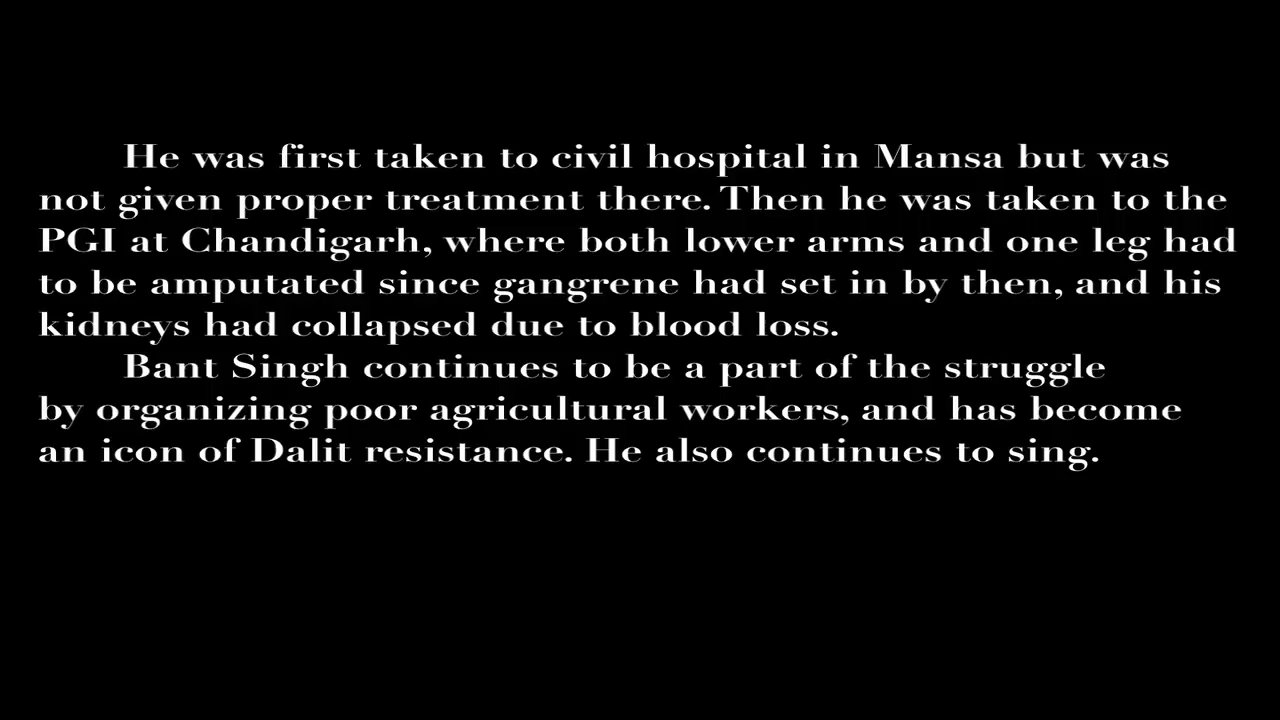 He was first taken to civil hospital in Mansa but was
not given proper treatment there. Then he was taken to the
PGI at Chandigarh, where both lower arms and one leg had
to be amputated since gangrene had set in by then, and his
kidneys had collapsed due to blood loss.
Bant Singh continues to be a part of the struggle
by organizing poor agricultural workers, and has become
an icon of Dalit resistance. He also continues to sing.